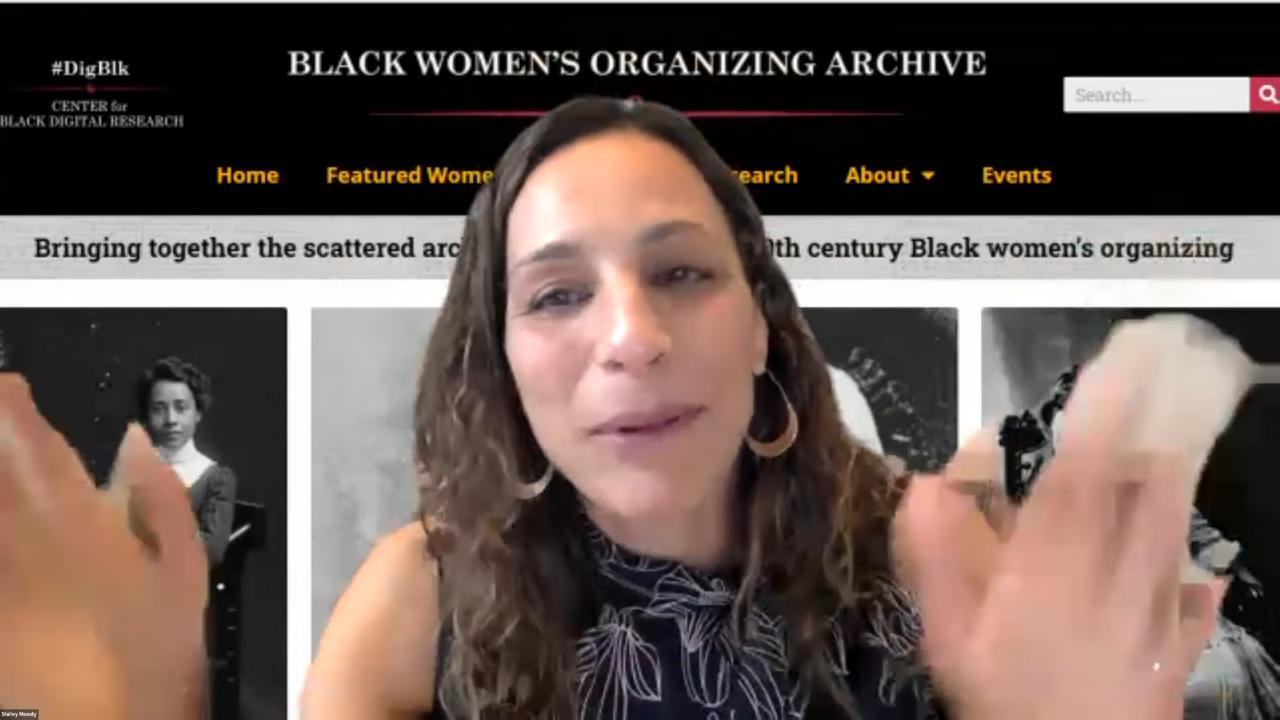 #DigBlk
CENTER for
BLACK DIGITAL RESEARCH
BLACK WOMEN'S ORGANIZING ARCHIVE
Search...
Home Featured Wome earch About Events
Bringing together the scattered arc th century Black women's organizing
Shirley Moody